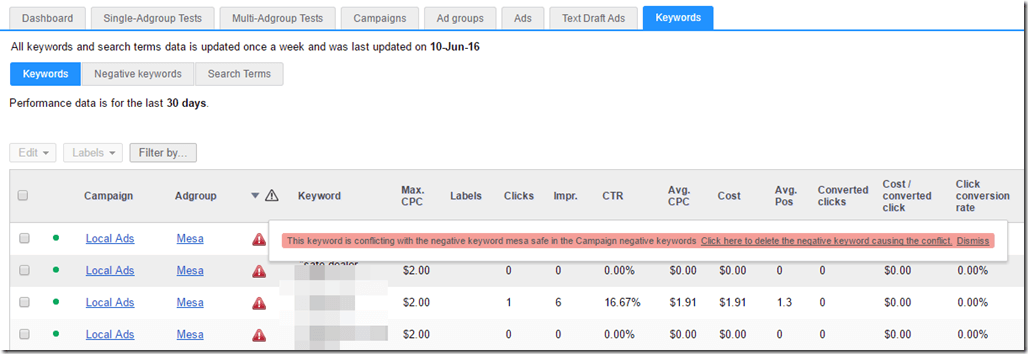 Dashboard Single-Adgroup Tests Multi-Adgroup Tests Campaigns Ad groups Ads Text Draft Ads Keywords
All keywords and search terms data is updated once a week and was last updated on 10-Jun-16
Keywords Negative keywords Search Terms
Performance data is for the last 30 days.
Edit Labels Filter by...
Campaign Adgroup Keyword Max. CPC Labels Clicks Impr. CTR Avg. CPC Cost Avg. Pos Converted clicks Cost / converted click Click conversion rate
Local Ads Mesa
This keyword is conflicting with the negative keyword mesa safe in the Campaign negative keywords Click here to delete the negative keyword causing the conflict. Dismiss
Local Ads Mesa $2.00 0 0 0.00% $0.00 $0.00 0 0 $0.00 0.00%
Local Ads Mesa $2.00 1 6 16.67% $1.91 $1.91 1.3 0 $0.00 0.00%
Local Ads Mesa $2.00 0 0 0.00% $0.00 $0.00 0 0 $0.00 0.00%